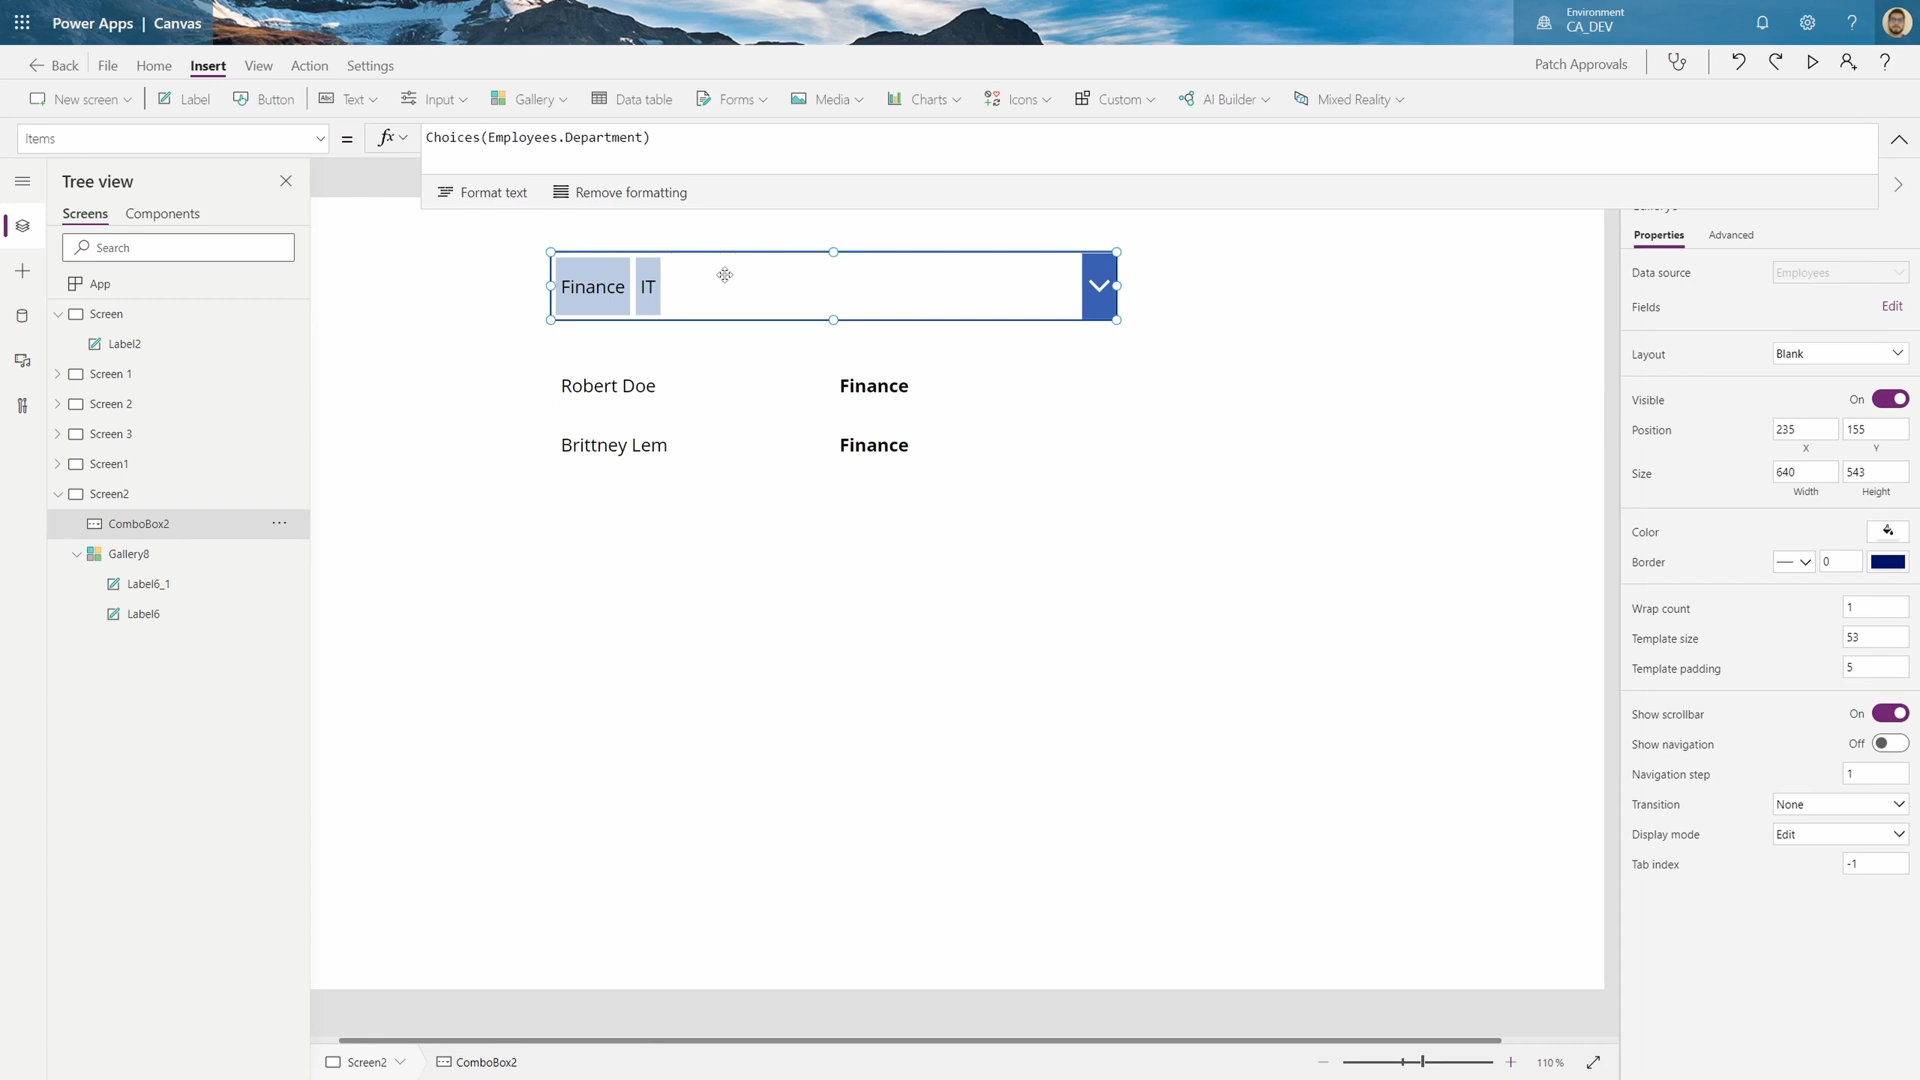 Power Apps | Canvas
Environment
CA_DEV
Back
File
Home
Insert
View
Action
Settings
Patch Approvals
New screen
Label
Button
Text
Input
Gallery
Data table
Forms
Media
Charts
Icons
Custom
AI Builder
Mixed Reality
Items
=
fx
Choices(Employees.Department)
Format text
Remove formatting
Tree view
Screens
Components
Search
App
Screen
Label2
Screen 1
Screen 2
Screen 3
Screen1
Screen2
ComboBox2
Gallery8
Label6_1
Label6
Finance
IT
Robert Doe
Finance
Brittney Lem
Finance
Properties
Advanced
Data source
Employees
Fields
Edit
Layout
Blank
Visible
On
Position
235
155
X
Y
Size
640
543
Width
Height
Color
Border
0
Wrap count
1
Template size
53
Template padding
5
Show scrollbar
On
Show navigation
Off
Navigation step
1
Transition
None
Display mode
Edit
Tab index
-1
Screen2
ComboBox2
110 %